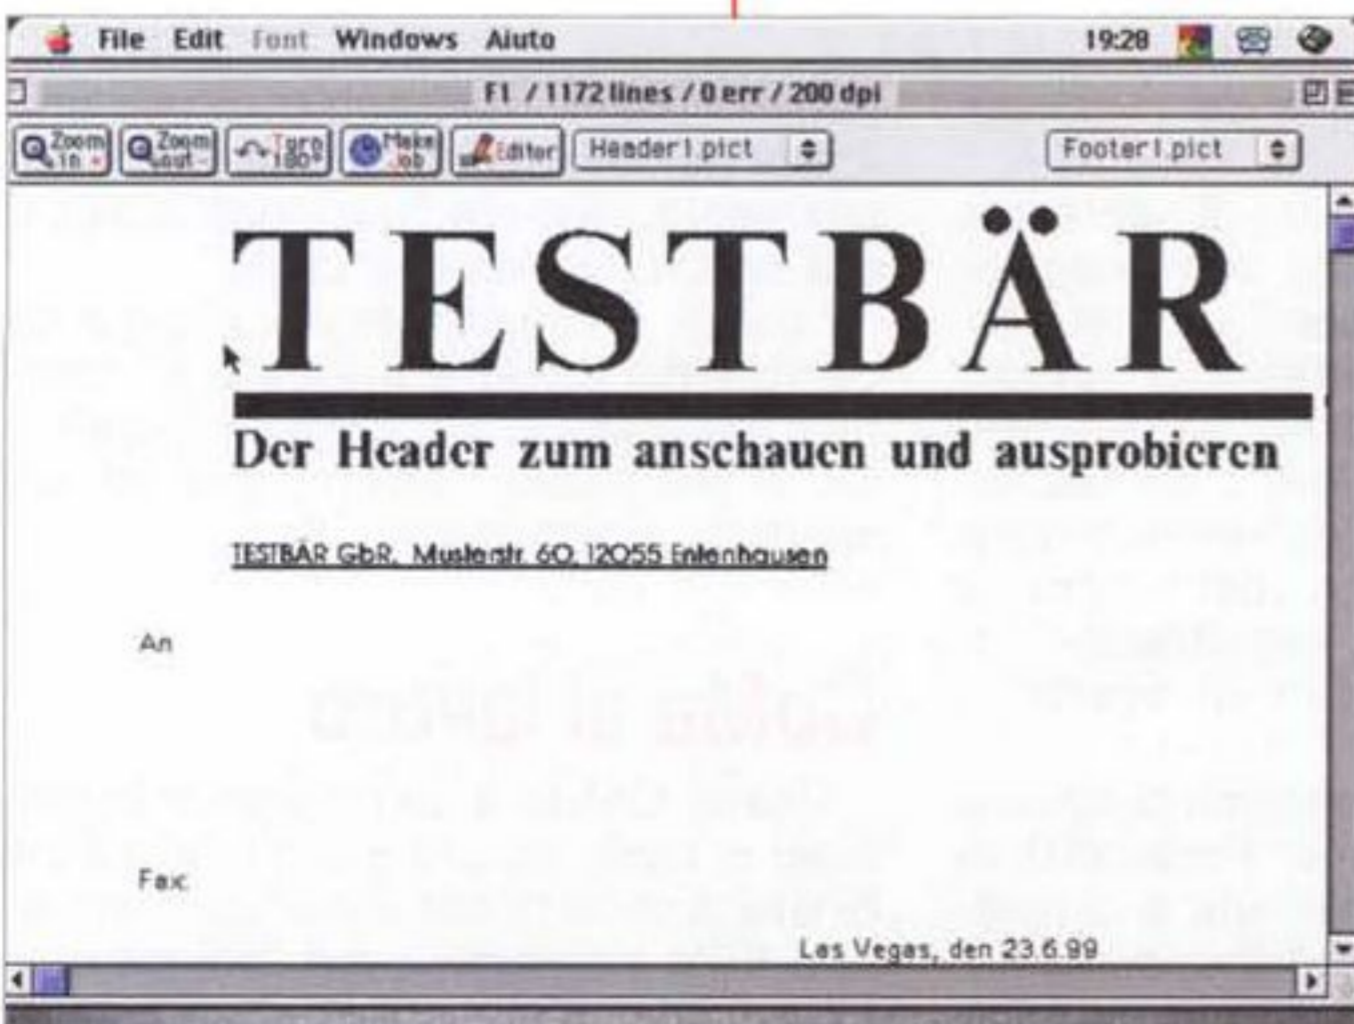 File Edit Font Windows Aiuto 19:28
F1 / 1172 lines / 0 err / 200 dpi
Zoom in + Zoom out - Turn 180° Make Job Editor Header1.pict Footer1.pict
TESTBÄR
Der Header zum anschauen und ausprobieren
TESTBÄR GbR, Musterstr. 60, 12055 Entenhausen
An
Fax:
Las Vegas, den 23.6.99